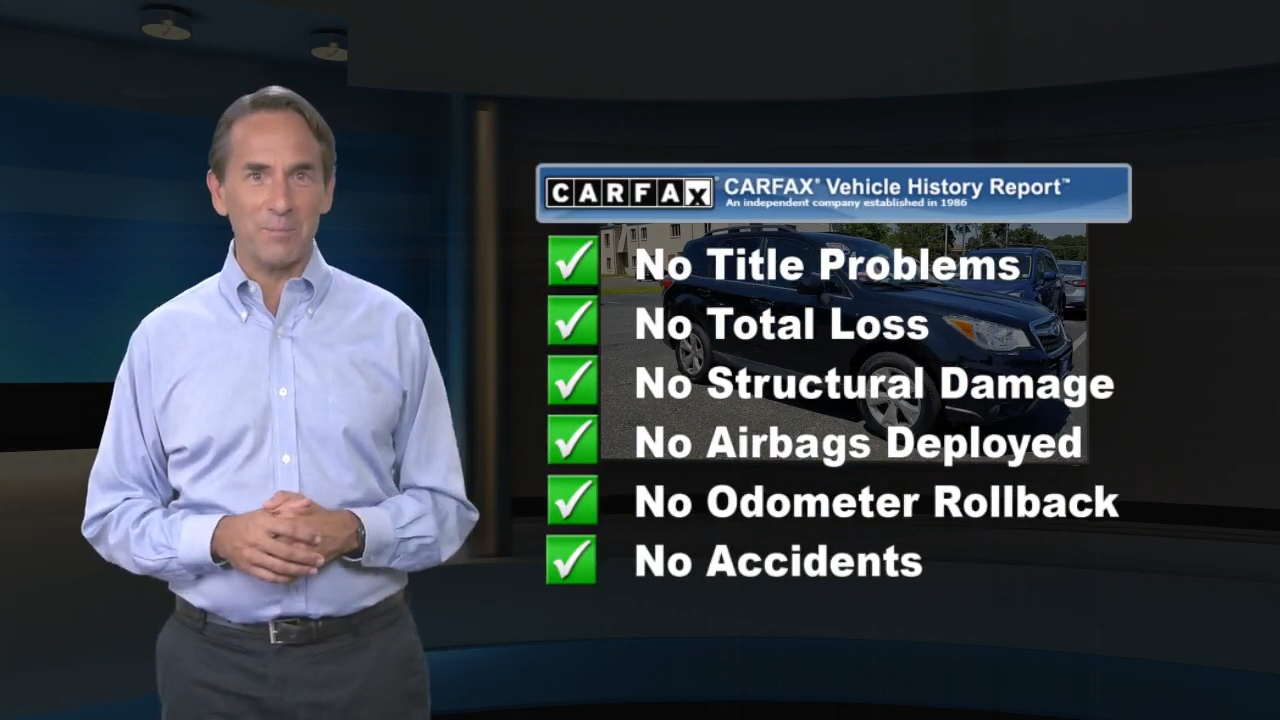 CARFAX CARFAX® Vehicle History Report™
An independent company established in 1986
No Title Problems
No Total Loss
No Structural Damage
No Airbags Deployed
No Odometer Rollback
No Accidents